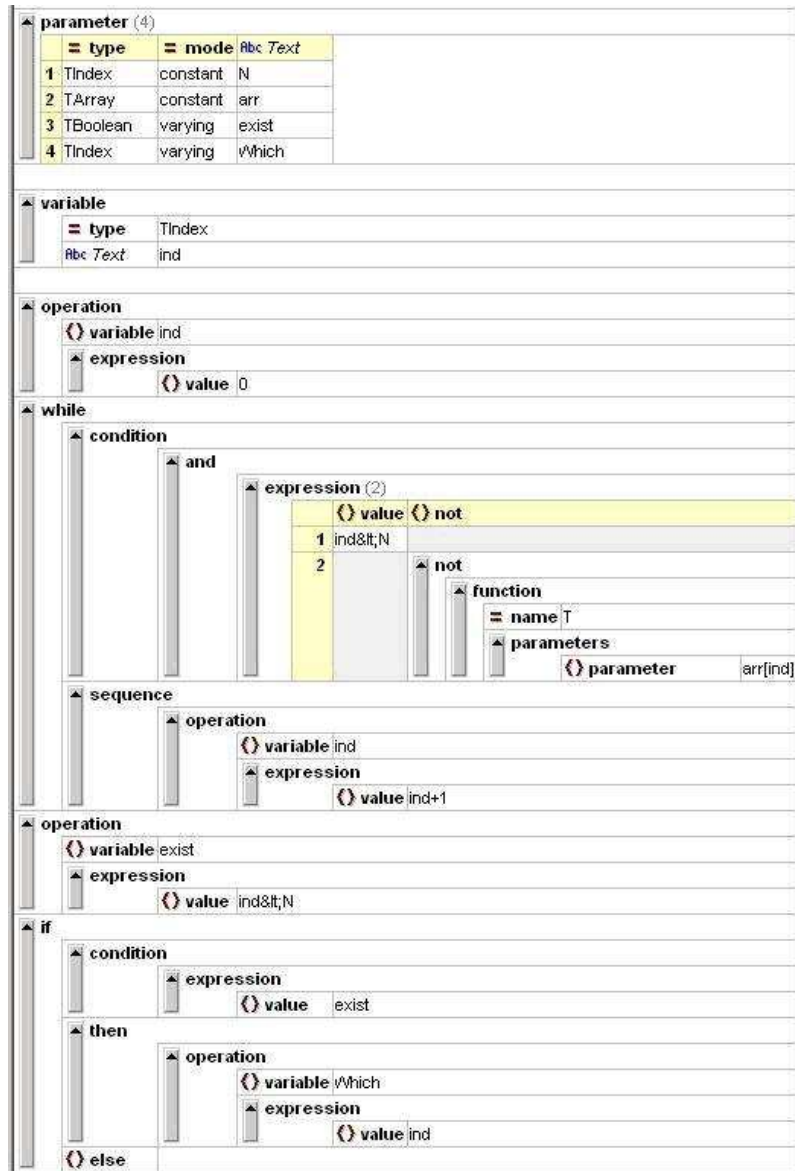 parameter (4)
= type = mode Abc Text
1 TIndex constant N
2 TArray constant arr
3 TBoolean varying exist
4 TIndex varying Which
variable
= type TIndex
Abc Text ind
operation
() variable ind
expression
() value 0
while
condition
and
expression (2)
() value () not
1 ind&lt;N
2 not
function
= name T
parameters
() parameter arr[ind]
sequence
operation
() variable ind
expression
() value ind+1
operation
() variable exist
expression
() value ind&lt;N
if
condition
expression
() value exist
then
operation
() variable Which
expression
() value ind
() else